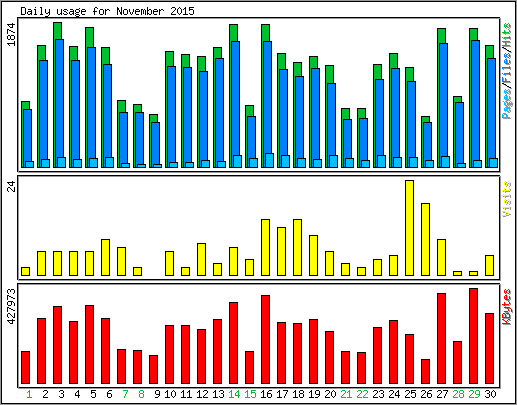 Daily usage for November 2015
1874
Pages/Files/Hits
24
Visits
427973
KBytes
1 2 3 4 5 6 7 8 9 10 11 12 13 14 15 16 17 18 19 20 21 22 23 24 25 26 27 28 29 30